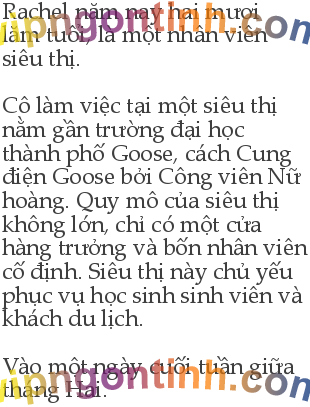 Rachel năm nay hai mươi
lăm tuổi, là một nhân viên
siêu thị.
Cô làm việc tại một siêu thị
nằm gần trường đại học
thành phố Goose, cách Cung
điện Goose bởi Công viên Nữ
hoàng. Quy mô của siêu thị
không lớn, chỉ có một cửa
hàng trưởng và bốn nhân viên
cố định. Siêu thị này chủ yếu
phục vụ học sinh sinh viên và
khách du lịch.
Vào một ngày cuối tuần giữa
tháng Hai.
vipngontinh.com
vipngontinh.com